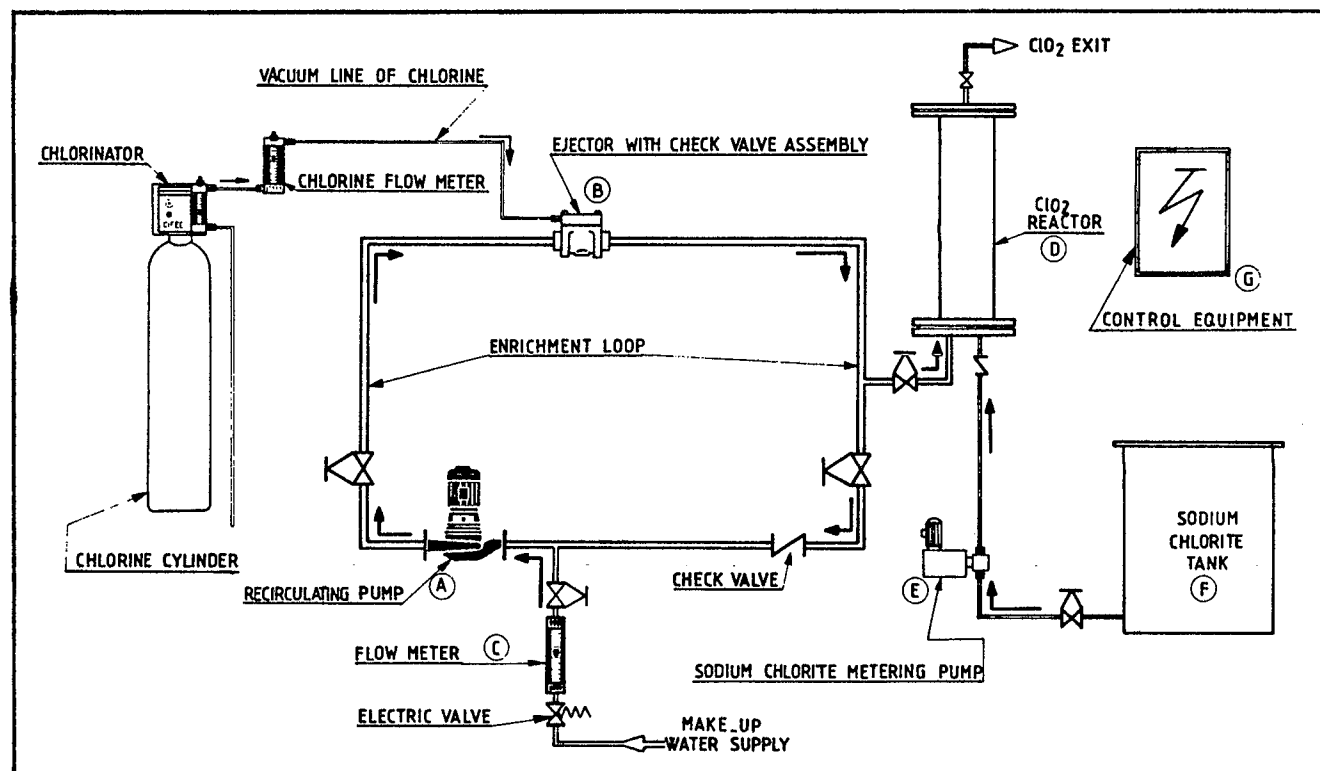 ClO2 EXIT
VACUUM LINE OF CHLORINE
CHLORINATOR
CHLORINE FLOW METER
EJECTOR WITH CHECK VALVE ASSEMBLY
B
ClO2
REACTOR
D
G
CONTROL EQUIPMENT
ENRICHMENT LOOP
CHLORINE CYLINDER
RECIRCULATING PUMP
A
CHECK VALVE
SODIUM
CHLORITE
TANK
F
E
FLOW METER
C
SODIUM CHLORITE METERING PUMP
ELECTRIC VALVE
MAKE_UP
WATER SUPPLY